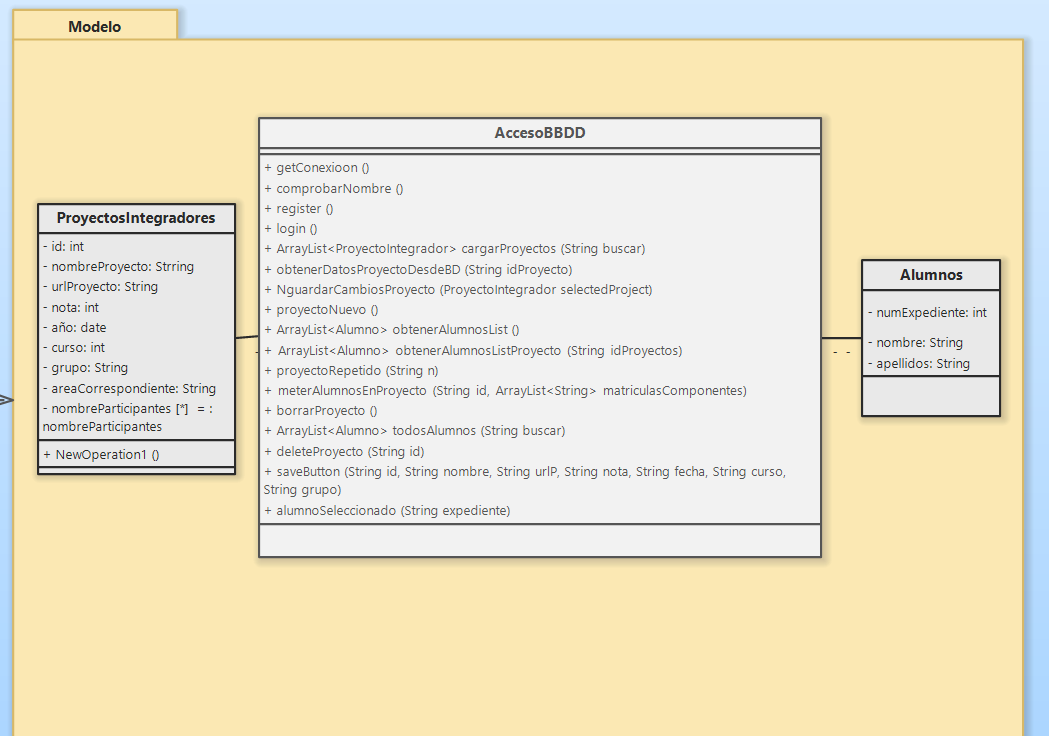 Modelo
AccesoBBDD
+ getConexioon ()
+ comprobarNombre ()
+ register ()
+ login ()
+ ArrayList<ProyectoIntegrador> cargarProyectos (String buscar)
+ obtenerDatosProyectoDesdeBD (String idProyecto)
+ NguardarCambiosProyecto (ProyectoIntegrador selectedProject)
+ proyectoNuevo ()
+ ArrayList<Alumno> obtenerAlumnosList ()
+ ArrayList<Alumno> obtenerAlumnosListProyecto (String idProyectos)
+ proyectoRepetido (String n)
+ meterAlumnosEnProyecto (String id, ArrayList<String> matriculasComponentes)
+ borrarProyecto ()
+ ArrayList<Alumno> todosAlumnos (String buscar)
+ deleteProyecto (String id)
+ saveButton (String id, String nombre, String urlP, String nota, String fecha, String curso,
String grupo)
+ alumnoSeleccionado (String expediente)
ProyectosIntegradores
- id: int
- nombreProyecto: Strring
- urlProyecto: String
- nota: int
- año: date
- curso: int
- grupo: String
- areaCorrespondiente: String
- nombreParticipantes [*] = :
nombreParticipantes
+ NewOperation1 ()
Alumnos
- numExpediente: int
- nombre: String
- apellidos: String